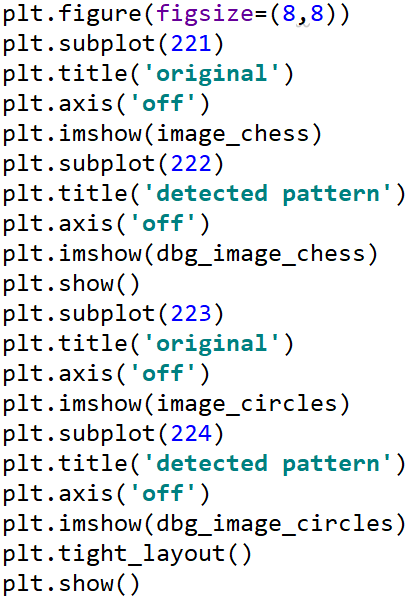 plt.figure(figsize=(8,8))
plt.subplot(221)
plt.title('original')
plt.axis('off')
plt.imshow(image_chess)
plt.subplot(222)
plt.title('detected pattern')
plt.axis('off')
plt.imshow(dbg_image_chess)
plt.show()
plt.subplot(223)
plt.title('original')
plt.axis('off')
plt.imshow(image_circles)
plt.subplot(224)
plt.title('detected pattern')
plt.axis('off')
plt.imshow(dbg_image_circles)
plt.tight_layout()
plt.show()